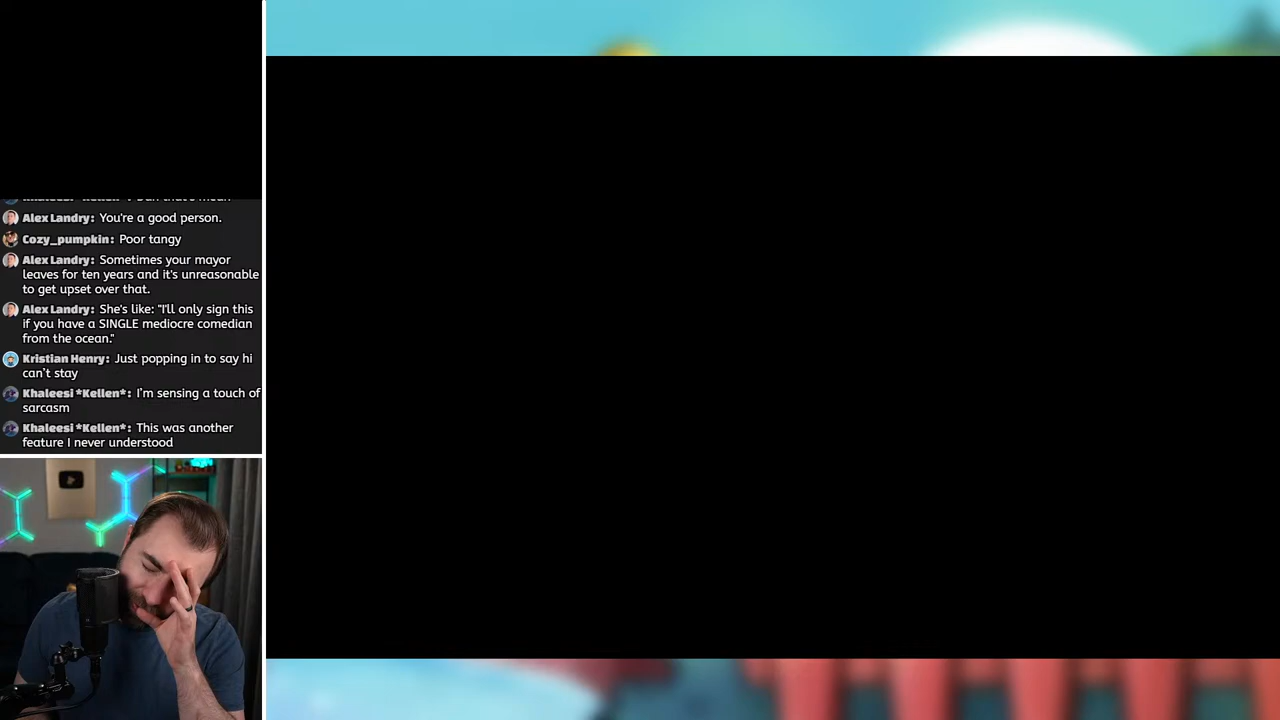 Alex Landry: You're a good person.
Cozy_pumpkin: Poor tangy
Alex Landry: Sometimes your mayor
leaves for ten years and it's unreasonable
to get upset over that.
Alex Landry: She's like: "I'll only sign this
if you have a SINGLE mediocre comedian
from the ocean."
Kristian Henry: Just popping in to say hi
can't stay
Khaleesi *Kellen*: I'm sensing a touch of
sarcasm
Khaleesi *Kellen*: This was another
feature I never understood